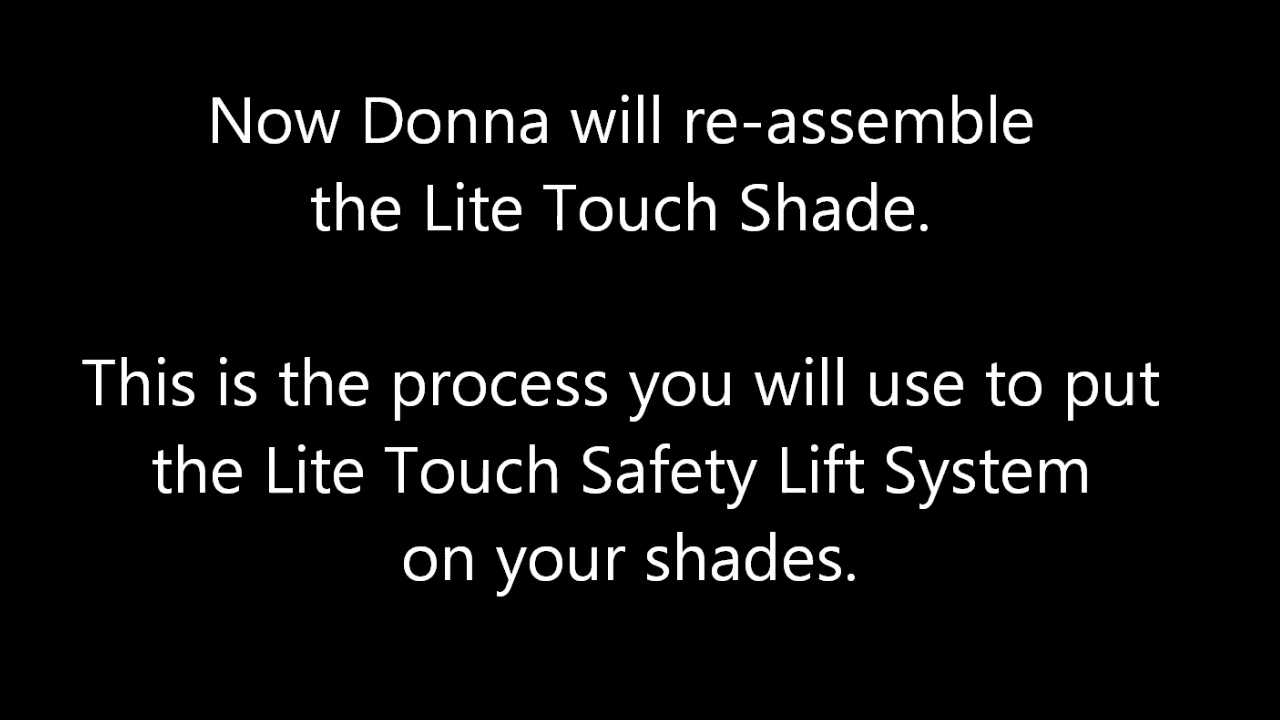 Now Donna will re-assemble
the Lite Touch Shade.
This is the process you will use to put
the Lite Touch Safety Lift System
on your shades.